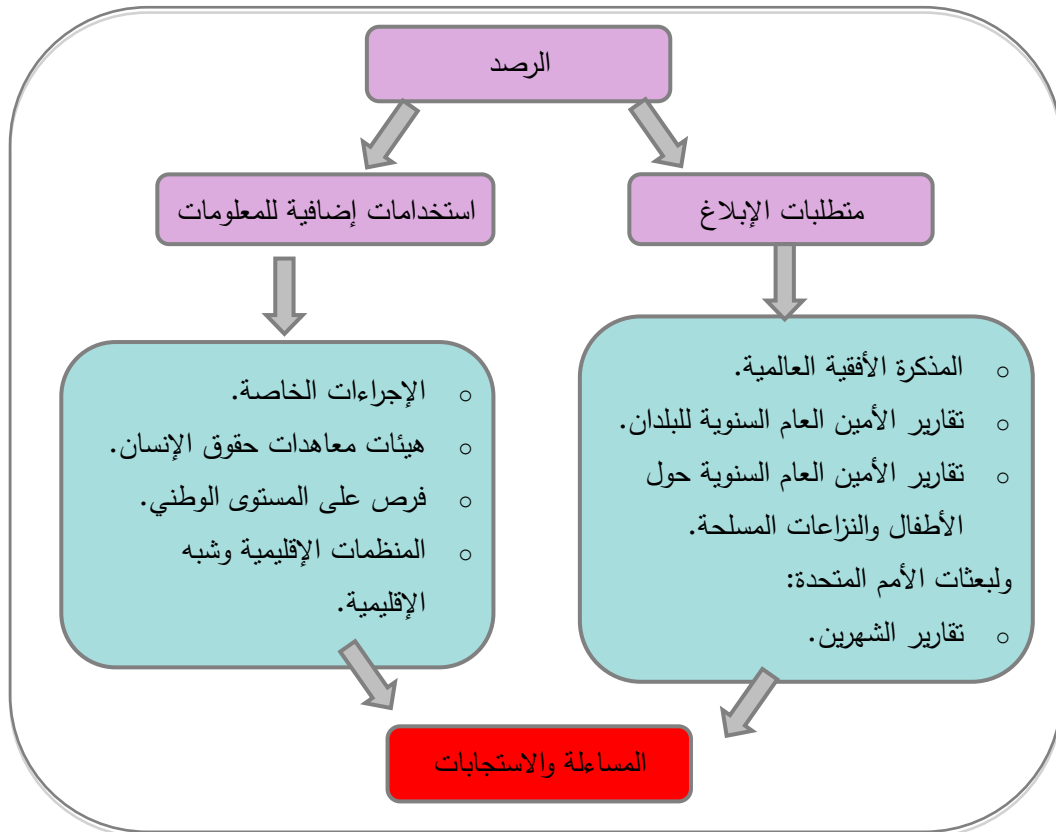 الرصد
متطلبات الإبلاغ
استخدامات إضافية للمعلومات
○ المذكرة الأفقية العالمية.
○ تقارير الأمين العام السنوية للبلدان.
○ تقارير الأمين العام السنوية حول
الأطفال والنزاعات المسلحة.
ولبعثات الأمم المتحدة:
○ تقارير الشهرين.
○ الإجراءات الخاصة.
○ هيئات معاهدات حقوق الإنسان.
○ فرص على المستوى الوطني.
○ المنظمات الإقليمية وشبه
الإقليمية.
المساءلة والاستجابات